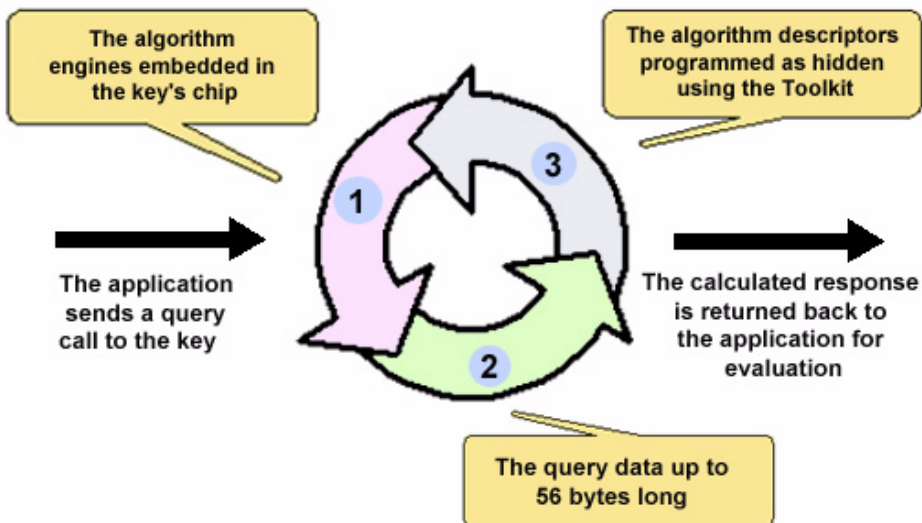 The algorithm
engines embedded in
the key's chip
The algorithm descriptors
programmed as hidden
using the Toolkit
1
3
2
The application
sends a query
call to the key
The calculated response
is returned back to
the application for
evaluation
The query data up to
56 bytes long